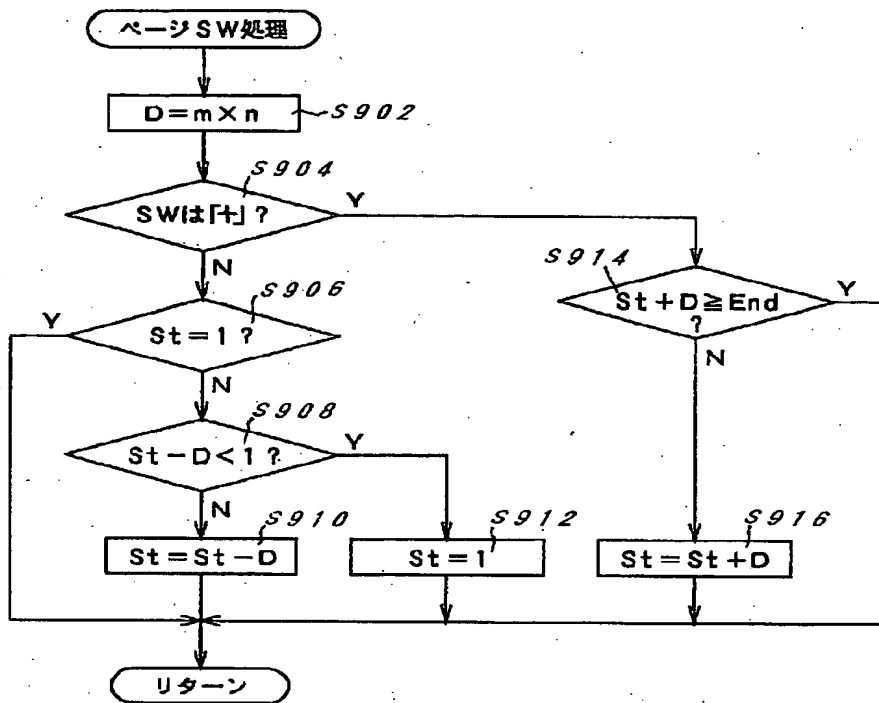 ページSW処理
D=m×n
S902
S904
SWは「+」?
Y
N
S906
St=1?
Y
N
S908
St-D<1?
Y
N
S910
St=St-D
S912
St=1
S914
St+D≧End
?
Y
N
S916
St=St+D
リターン